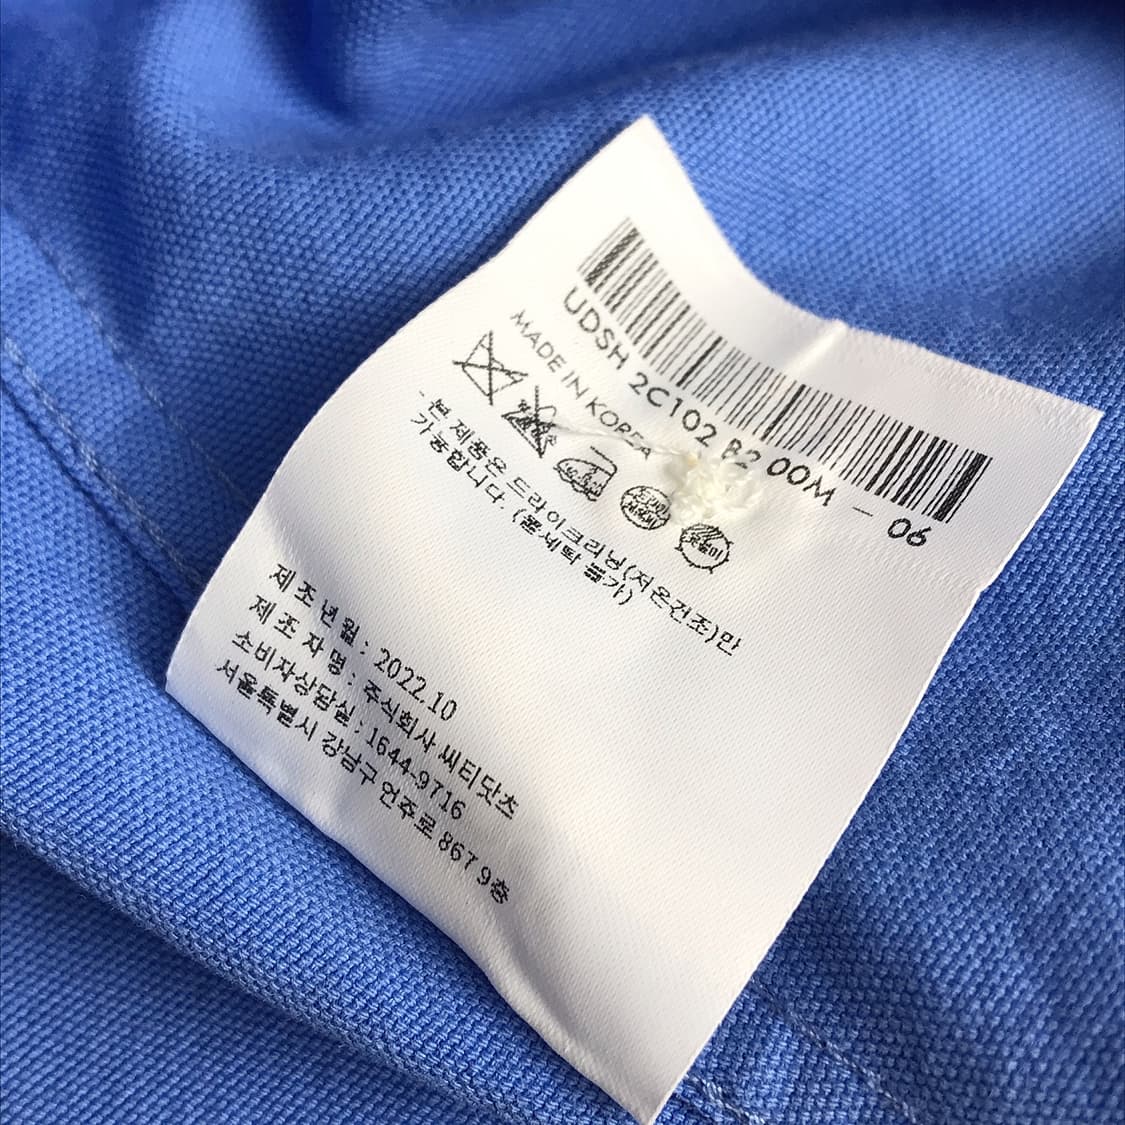 UDSH 2C102 B2 00M - 06
MADE IN KOREA
드라이
- 본 제품은 드라이크리닝(저온건조)만
가능합니다. (물세탁 불가)
제조년월 : 2022.10
제조자명 : 주식회사 씨티닷츠
소비자상담실 : 1644-9716
서울특별시 강남구 언주로 867 9층